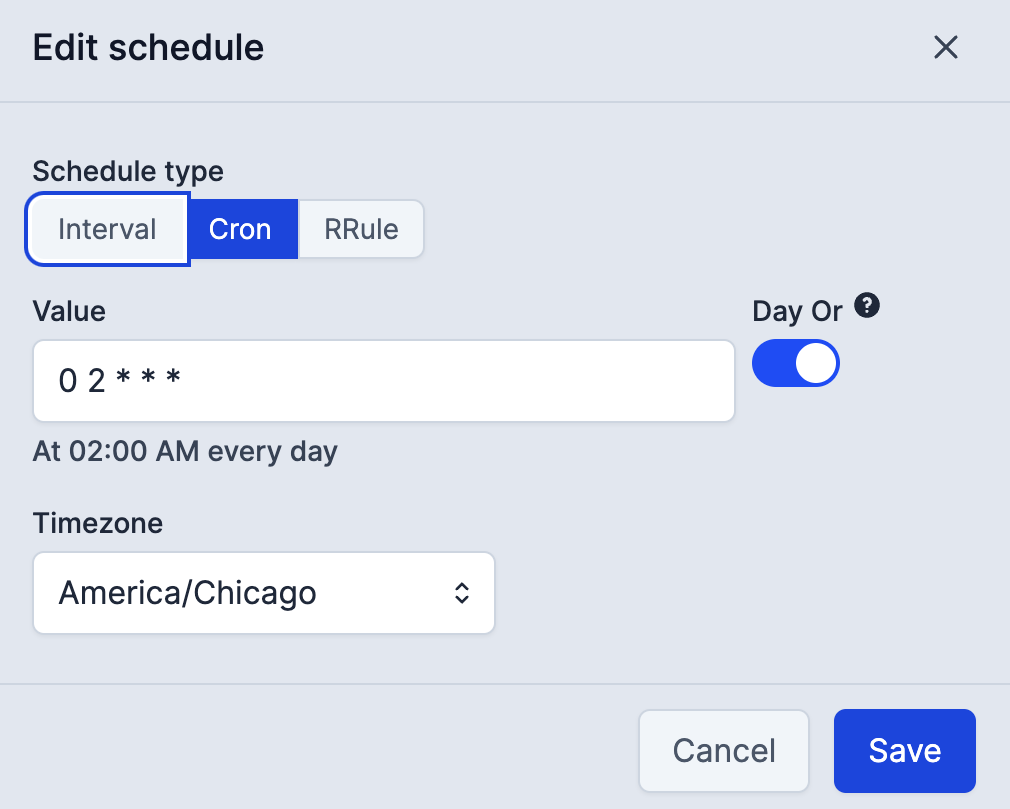 Edit schedule
Schedule type
Interval Cron RRule
Value Day Or ?
0 2 * * *
At 02:00 AM every day
Timezone
America/Chicago
Cancel Save